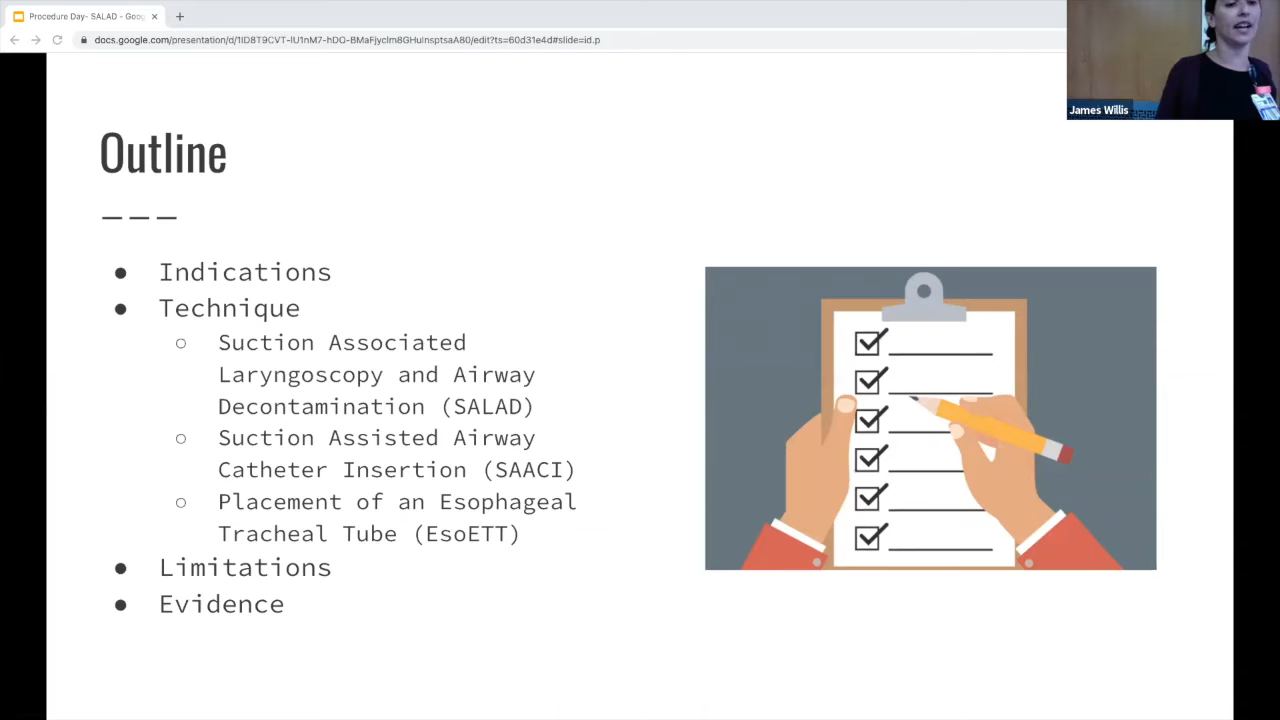 Procedure Day- SALAD - Goog
docs.google.com/presentation/d/1lD8T9CVT-lU1nM7-hDO-BMaFjyclm8GHulnsptsaA80/edit?ts=60d31e4d#slide=id.p
James Willis
Outline
● Indications
● Technique
○ Suction Associated
Laryngoscopy and Airway
Decontamination (SALAD)
○ Suction Assisted Airway
Catheter Insertion (SAACI)
○ Placement of an Esophageal
Tracheal Tube (EsoETT)
● Limitations
● Evidence